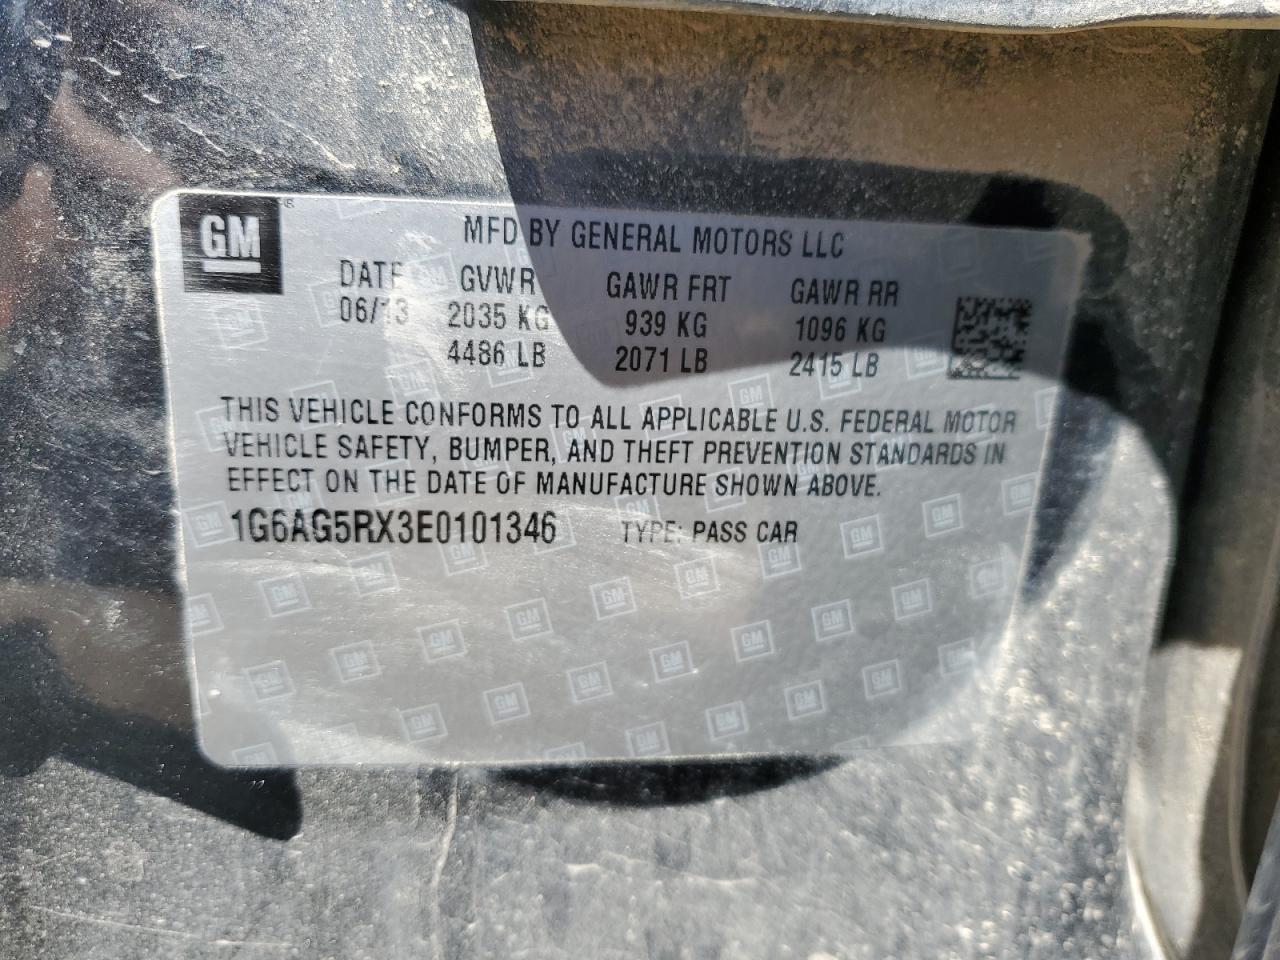 GM
MFD BY GENERAL MOTORS LLC
DATE GVWR GAWR FRT GAWR RR
06/13 2035 KG 939 KG 1096 KG
4486 LB 2071 LB 2415 LB
THIS VEHICLE CONFORMS TO ALL APPLICABLE U.S. FEDERAL MOTOR
VEHICLE SAFETY, BUMPER, AND THEFT PREVENTION STANDARDS IN
EFFECT ON THE DATE OF MANUFACTURE SHOWN ABOVE.
1G6AG5RX3E0101346 TYPE: PASS CAR